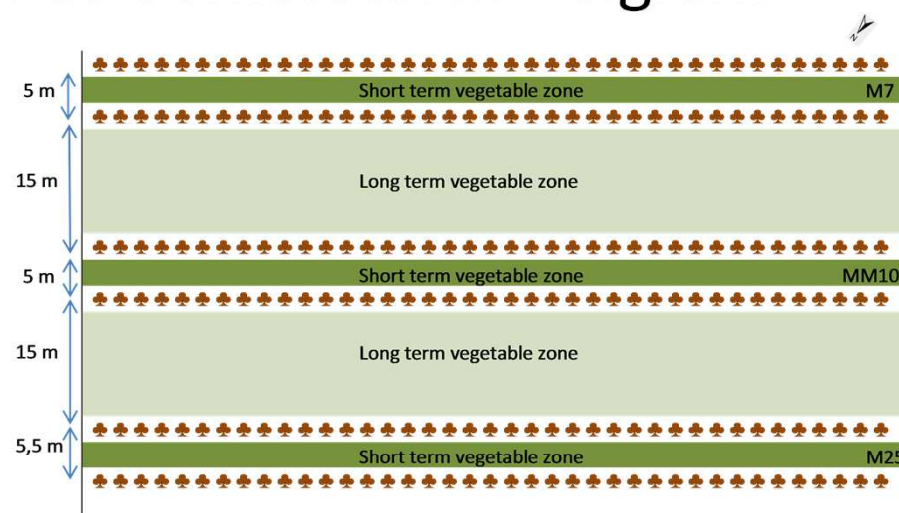 N
5 m
Short term vegetable zone
M7
15 m
Long term vegetable zone
5 m
Short term vegetable zone
MM10
15 m
Long term vegetable zone
5,5 m
Short term vegetable zone
M25